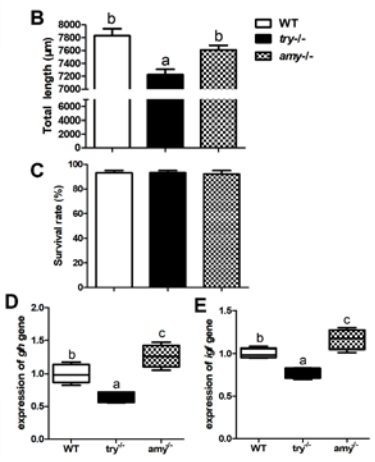 B
b
a
b
8000
7800
7600
7400
7200
7000
6000
4000
2000
0
Total length (μm)
WT
try-/-
amy-/-
C
100
80
60
40
20
0
Survival rate (%)
D
2.0
1.5
1.0
0.5
0.0
expression of gh gene
b
a
c
WT
try-/-
amy-/-
E
1.5
1.0
0.5
0.0
expression of igf gene
b
a
c
WT
try-/-
amy-/-